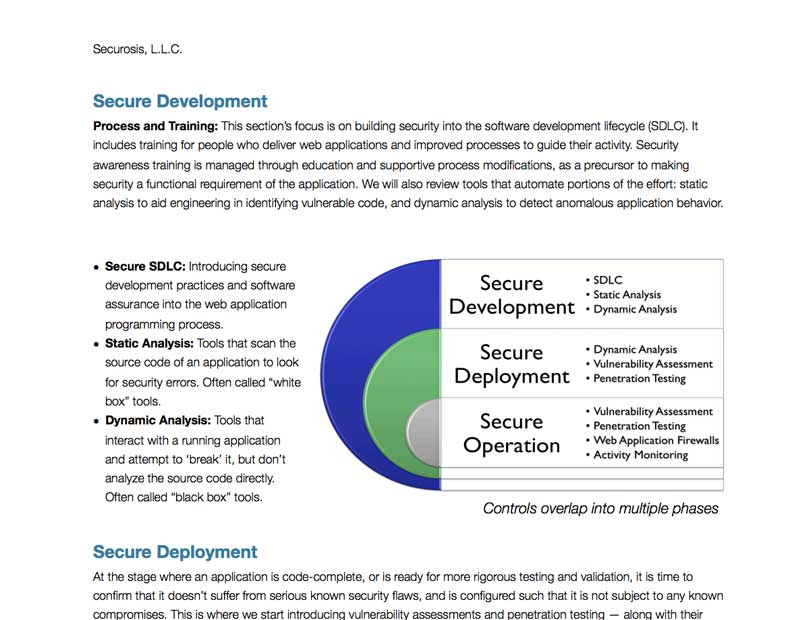 Securosis, L.L.C.
Secure Development
Process and Training: This section's focus is on building security into the software development lifecycle (SDLC). It
includes training for people who deliver web applications and improved processes to guide their activity. Security
awareness training is managed through education and supportive process modifications, as a precursor to making
security a functional requirement of the application. We will also review tools that automate portions of the effort: static
analysis to aid engineering in identifying vulnerable code, and dynamic analysis to detect anomalous application behavior.
• Secure SDLC: Introducing secure
development practices and software
assurance into the web application
programming process.
• Static Analysis: Tools that scan the
source code of an application to look
for security errors. Often called “white
box” tools.
• Dynamic Analysis: Tools that
interact with a running application
and attempt to ‘break’ it, but don’t
analyze the source code directly.
Often called “black box” tools.
Secure
Development
• SDLC
• Static Analysis
• Dynamic Analysis
Secure
Deployment
• Dynamic Analysis
• Vulnerability Assessment
• Penetration Testing
Secure
Operation
• Vulnerability Assessment
• Penetration Testing
• Web Application Firewalls
• Activity Monitoring
Controls overlap into multiple phases
Secure Deployment
At the stage where an application is code-complete, or is ready for more rigorous testing and validation, it is time to
confirm that it doesn’t suffer from serious known security flaws, and is configured such that it is not subject to any known
compromises. This is where we start introducing vulnerability assessments and penetration testing — along with their